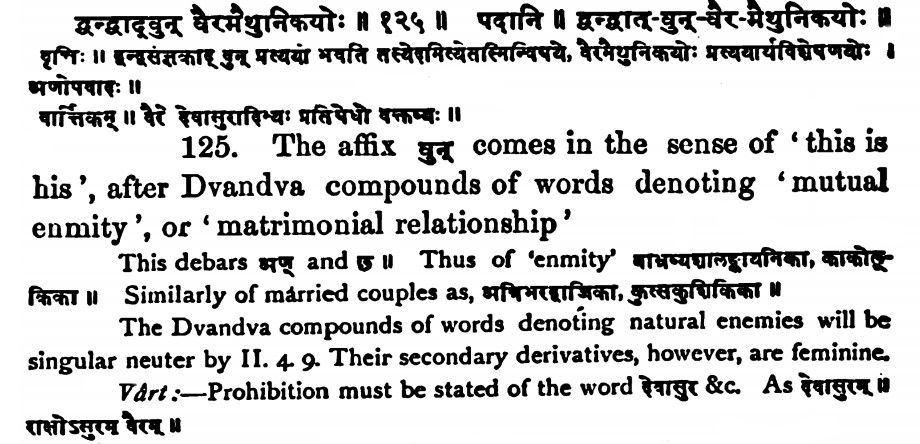 द्वन्द्वाद्वुन् वैरमैथुनिकयोः ॥ १२५ ॥ पदानि ॥ द्वन्द्वात्-वुन्-वैर-मैथुनिकयोः ॥
वृत्तिः ॥ द्वन्द्वसंज्ञकाद् वुन् प्रत्ययो भवति तस्येदमित्येतस्मिन्विषये, वैरमैथुनिकयोः प्रत्ययार्थविशेषणयोः ।
अणोपवादः ॥
वार्त्तिकम् ॥ वैरे देवासुरादिभ्यः प्रतिषेधो वक्तव्यः ॥
125. The affix वुन् comes in the sense of ‘this is
his’, after Dvandva compounds of words denoting ‘mutual
enmity’, or ‘matrimonial relationship’
This debars अण् and छ ॥ Thus of ‘enmity’ बाभ्रव्यशालङ्कायनिका, काकोलू-
किका ॥ Similarly of márried couples as, अत्रिभरद्वाजिका, कुत्सकुशिकिका ॥
The Dvandva compounds of words denoting natural enemies will be
singular neuter by II. 4. 9. Their secondary derivatives, however, are feminine.
Vârt:—Prohibition must be stated of the word देवासुर &c. As देवासुरम् ॥
राक्षोऽसुरम् वैरम् ॥